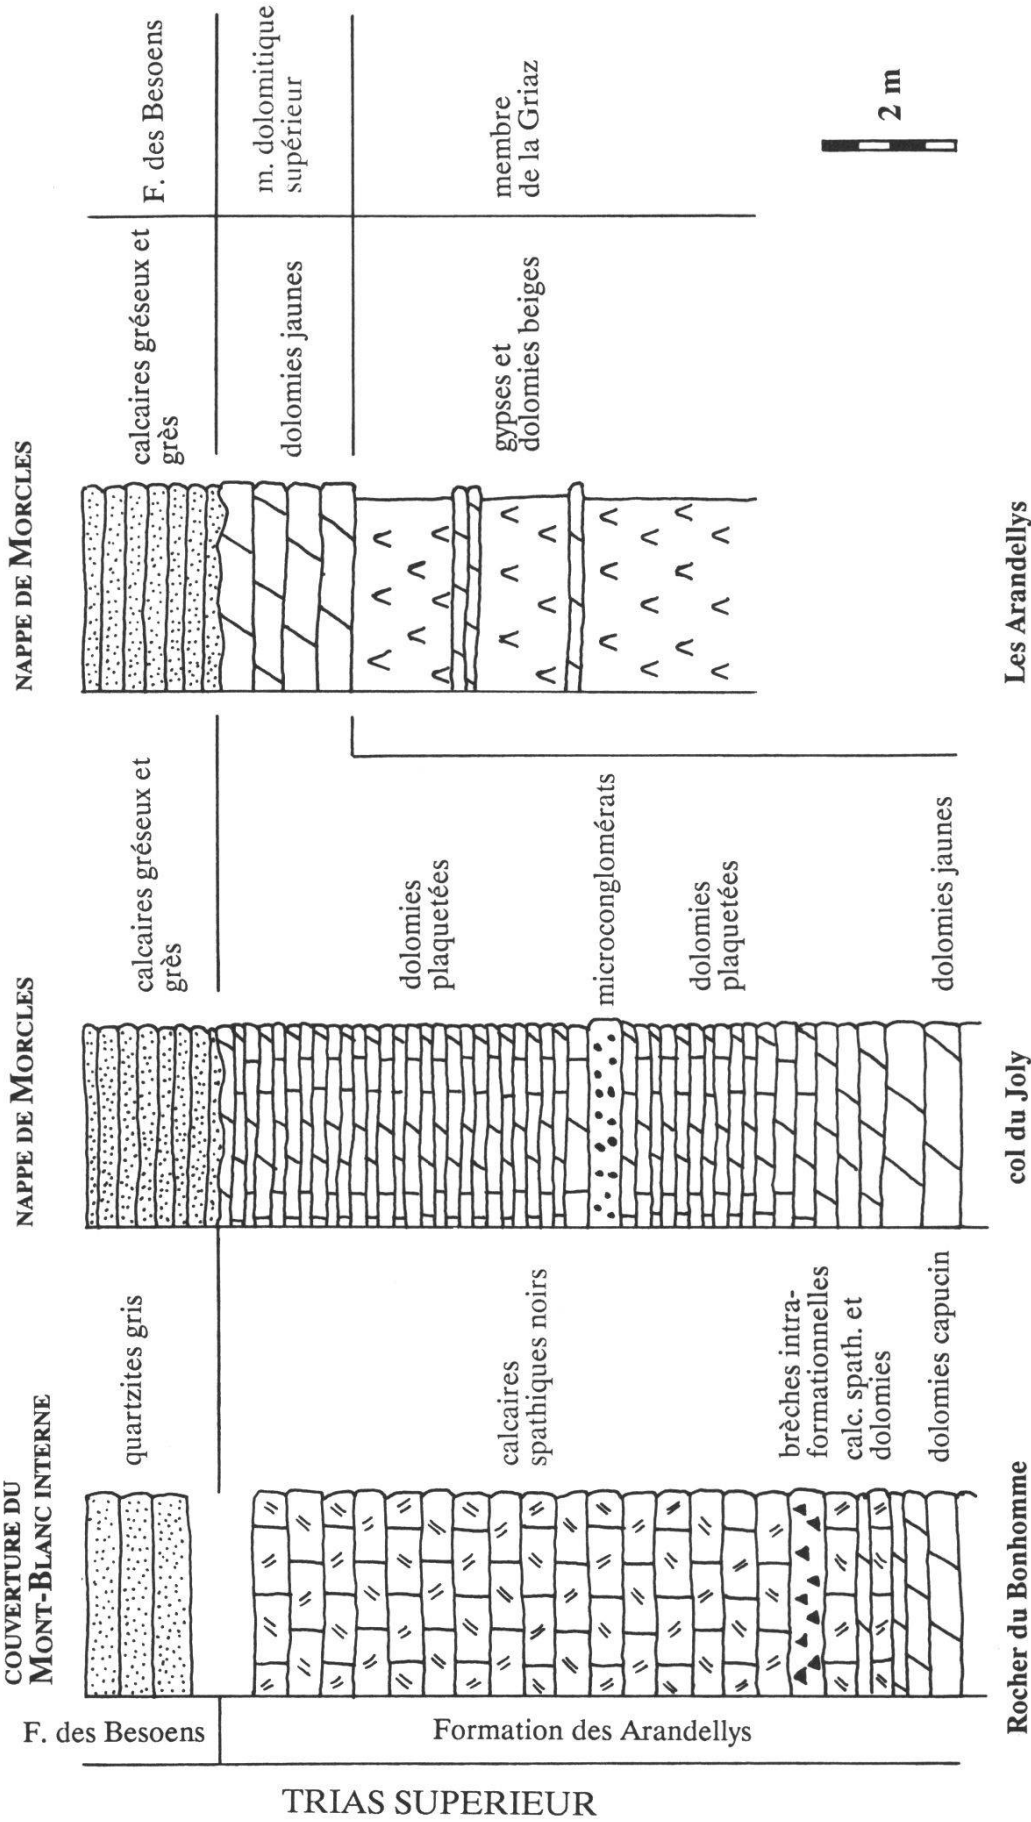 COUVERTURE DU
MONT-BLANC INTERNE
NAPPE DE MORCLES
NAPPE DE MORCLES
F. des Besoens
quartzites gris
calcaires gréseux et
grès
calcaires gréseux et
grès
F. des Besoens
Formation des Arandellys
calcaires
spathiques noirs
brèches intra-
formationnelles
calc. spath. et
dolomies
dolomies capucin
dolomies
plaquetées
microconglomérats
dolomies
plaquetées
dolomies jaunes
dolomies jaunes
m. dolomitique
supérieur
gypses et
dolomies beiges
membre
de la Griaz
2 m
Rocher du Bonhomme
col du Joly
Les Arandellys
TRIAS SUPERIEUR